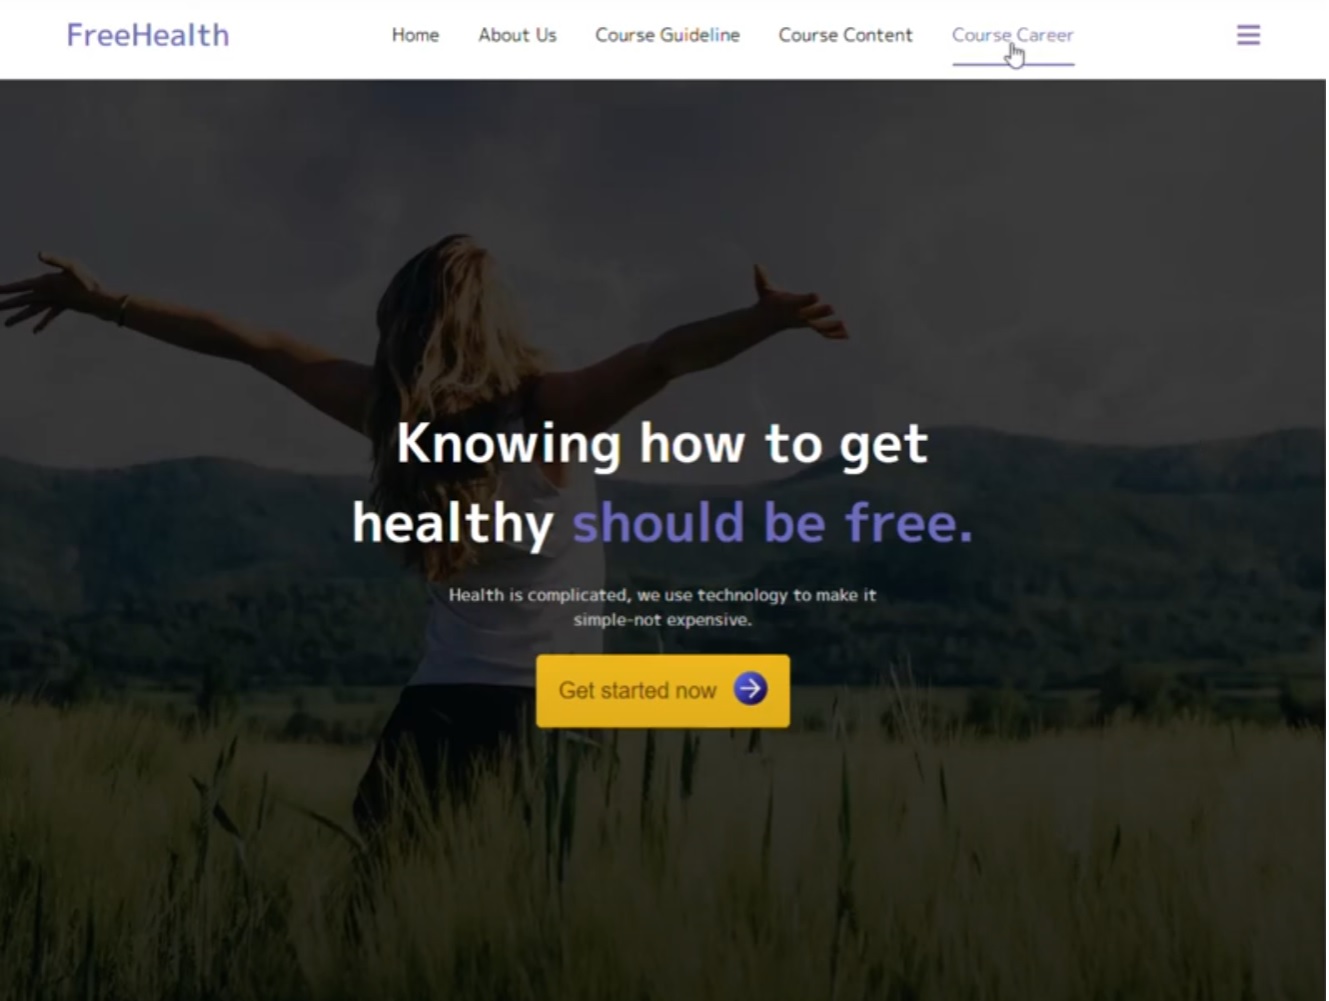 FreeHealth Home About Us Course Guideline Course Content Course Career
Knowing how to get
healthy should be free.
Health is complicated, we use technology to make it
simple-not expensive.
Get started now